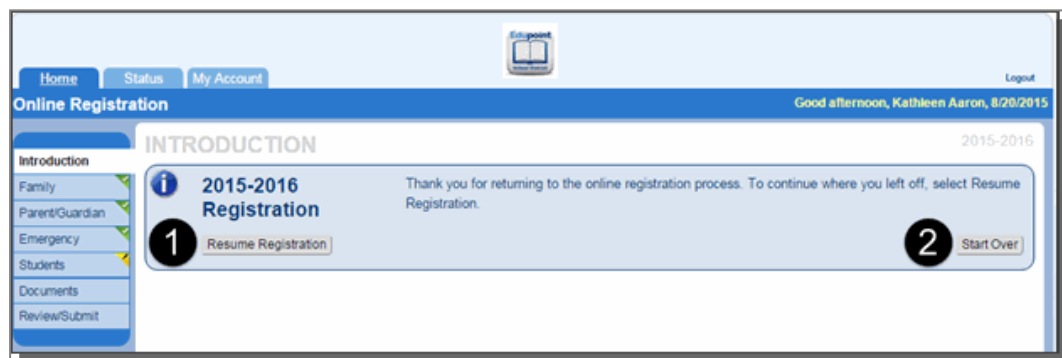 Edupoint
Home Status My Account
Logout
Online Registration
Good afternoon, Kathleen Aaron, 8/20/2015
INTRODUCTION
2015-2016
Introduction
Family
Parent/Guardian
Emergency
Students
Documents
Review/Submit
2015-2016
Registration
Thank you for returning to the online registration process. To continue where you left off, select Resume
Registration.
1
Resume Registration
2
Start Over